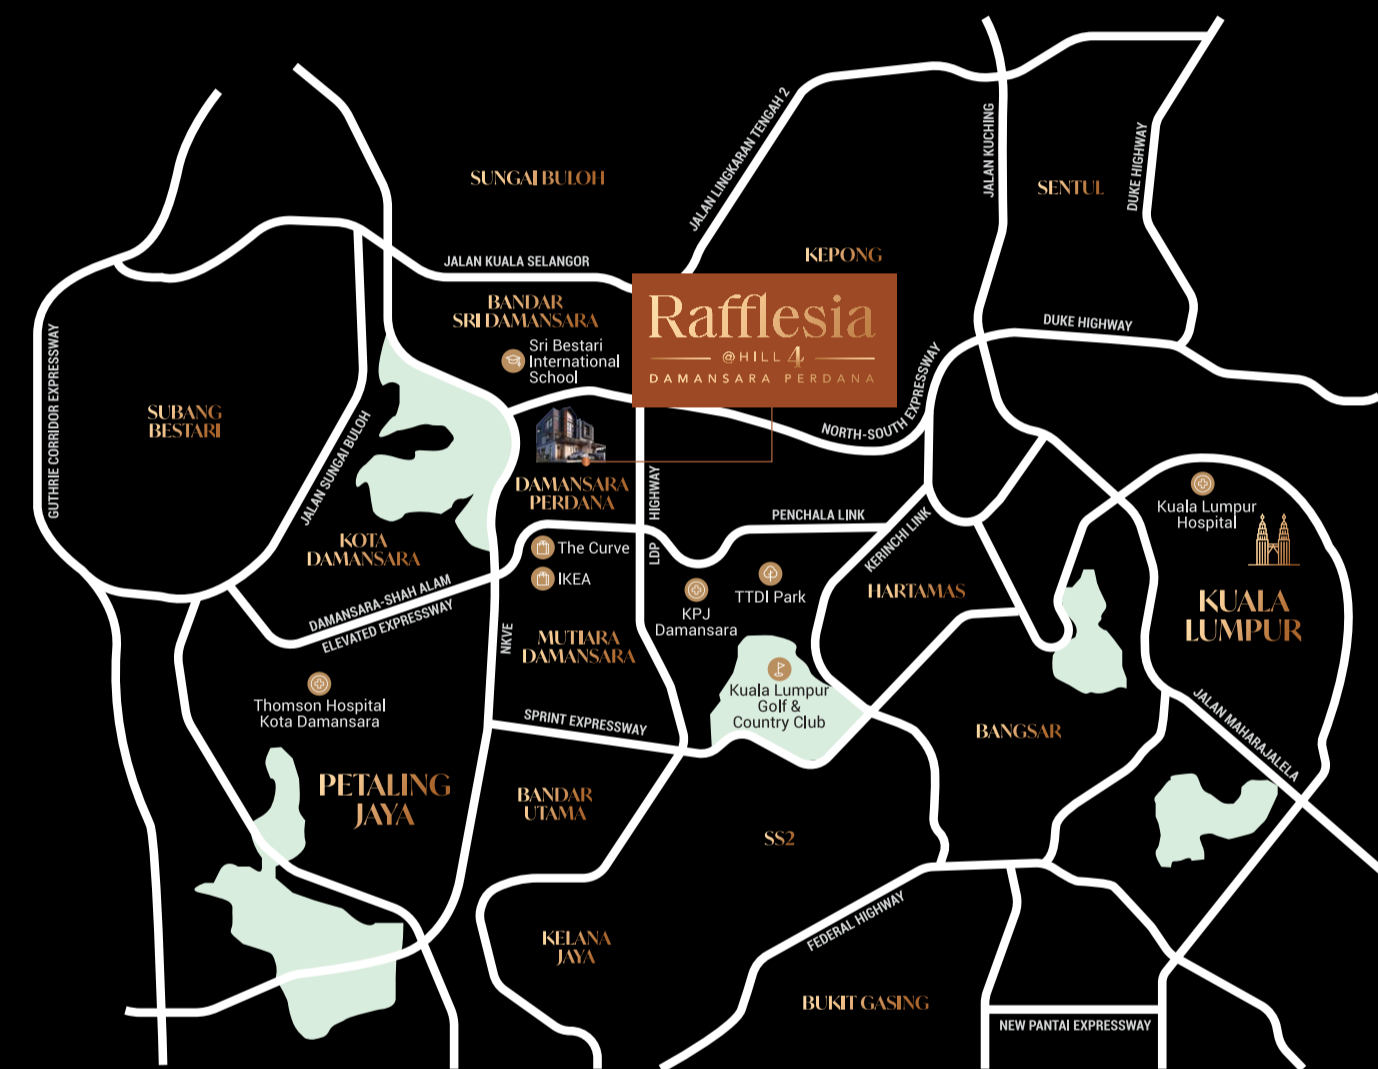 JALAN LINGKARAN TENGAH 2
JALAN KUCHING
SENTUL
DUKE HIGHWAY
SUNGAI BULOH
KEPONG
JALAN KUALA SELANGOR
BANDAR
SRI DAMANSARA
Sri Bestari
International
School
Rafflesia
@HILL 4
DAMANSARA PERDANA
DUKE HIGHWAY
GUTHRIE CORRIDOR EXPRESSWAY
SUBANG
BESTARI
JALAN SUNGAI BULOH
NORTH-SOUTH EXPRESSWAY
DAMANSARA
PERDANA
LDP HIGHWAY
PENCHALA LINK
KERINCHI LINK
Kuala Lumpur
Hospital
KOTA
DAMANSARA
The Curve
IKEA
TTDI Park
KPJ
Damansara
HARTAMAS
KUALA
LUMPUR
DAMANSARA-SHAH ALAM
ELEVATED EXPRESSWAY
NKVE
MUTIARA
DAMANSARA
Thomson Hospital
Kota Damansara
Kuala Lumpur
Golf &
Country Club
SPRINT EXPRESSWAY
BANGSAR
JALAN MAHARAJALELA
PETALING
JAYA
BANDAR
UTAMA
SS2
KELANA
JAYA
FEDERAL HIGHWAY
BUKIT GASING
NEW PANTAI EXPRESSWAY